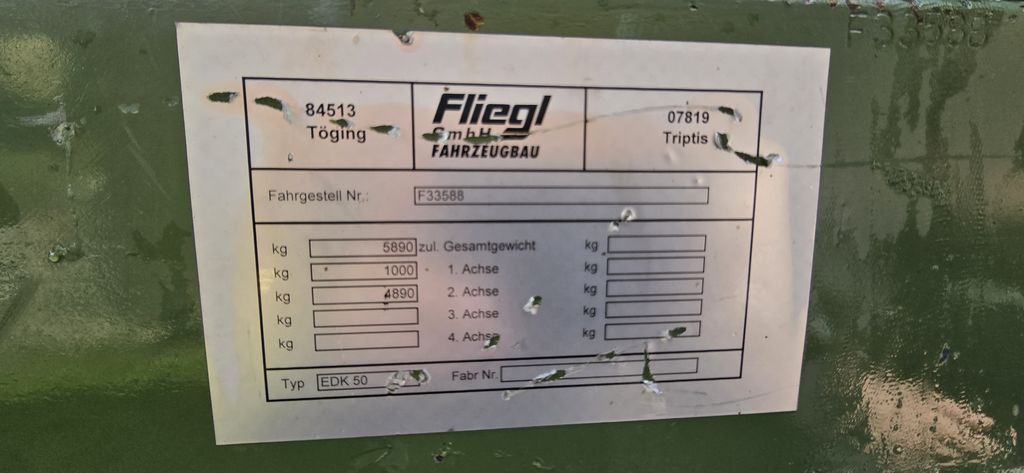 F33588
84513
Töging
Fliegl
GmbH
FAHRZEUGBAU
07819
Triptis
Fahrgestell Nr.: F33588
kg 5890 zul. Gesamtgewicht kg
kg 1000 1. Achse kg
kg 4890 2. Achse kg
kg 3. Achse kg
kg 4. Achse kg
Typ EDK 50 Fabr Nr.